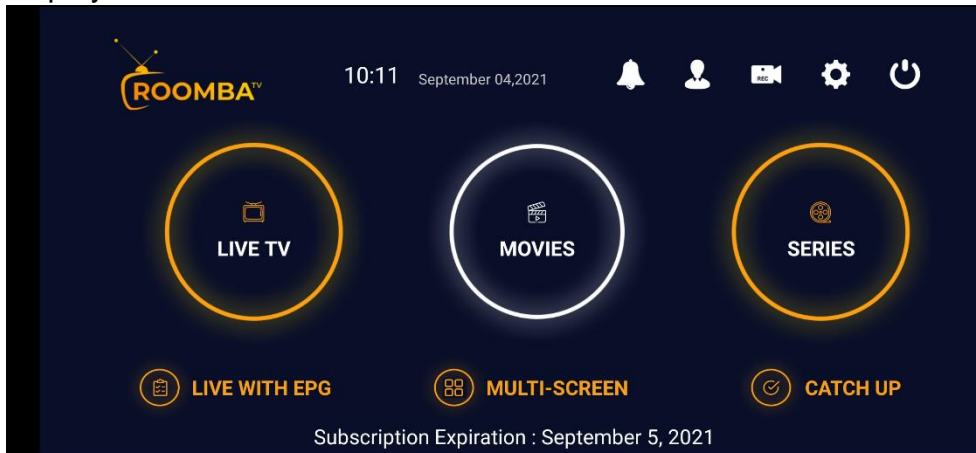 ROOMBA TV
10:11 September 04,2021
REC
LIVE TV
MOVIES
SERIES
LIVE WITH EPG
MULTI-SCREEN
CATCH UP
Subscription Expiration : September 5, 2021